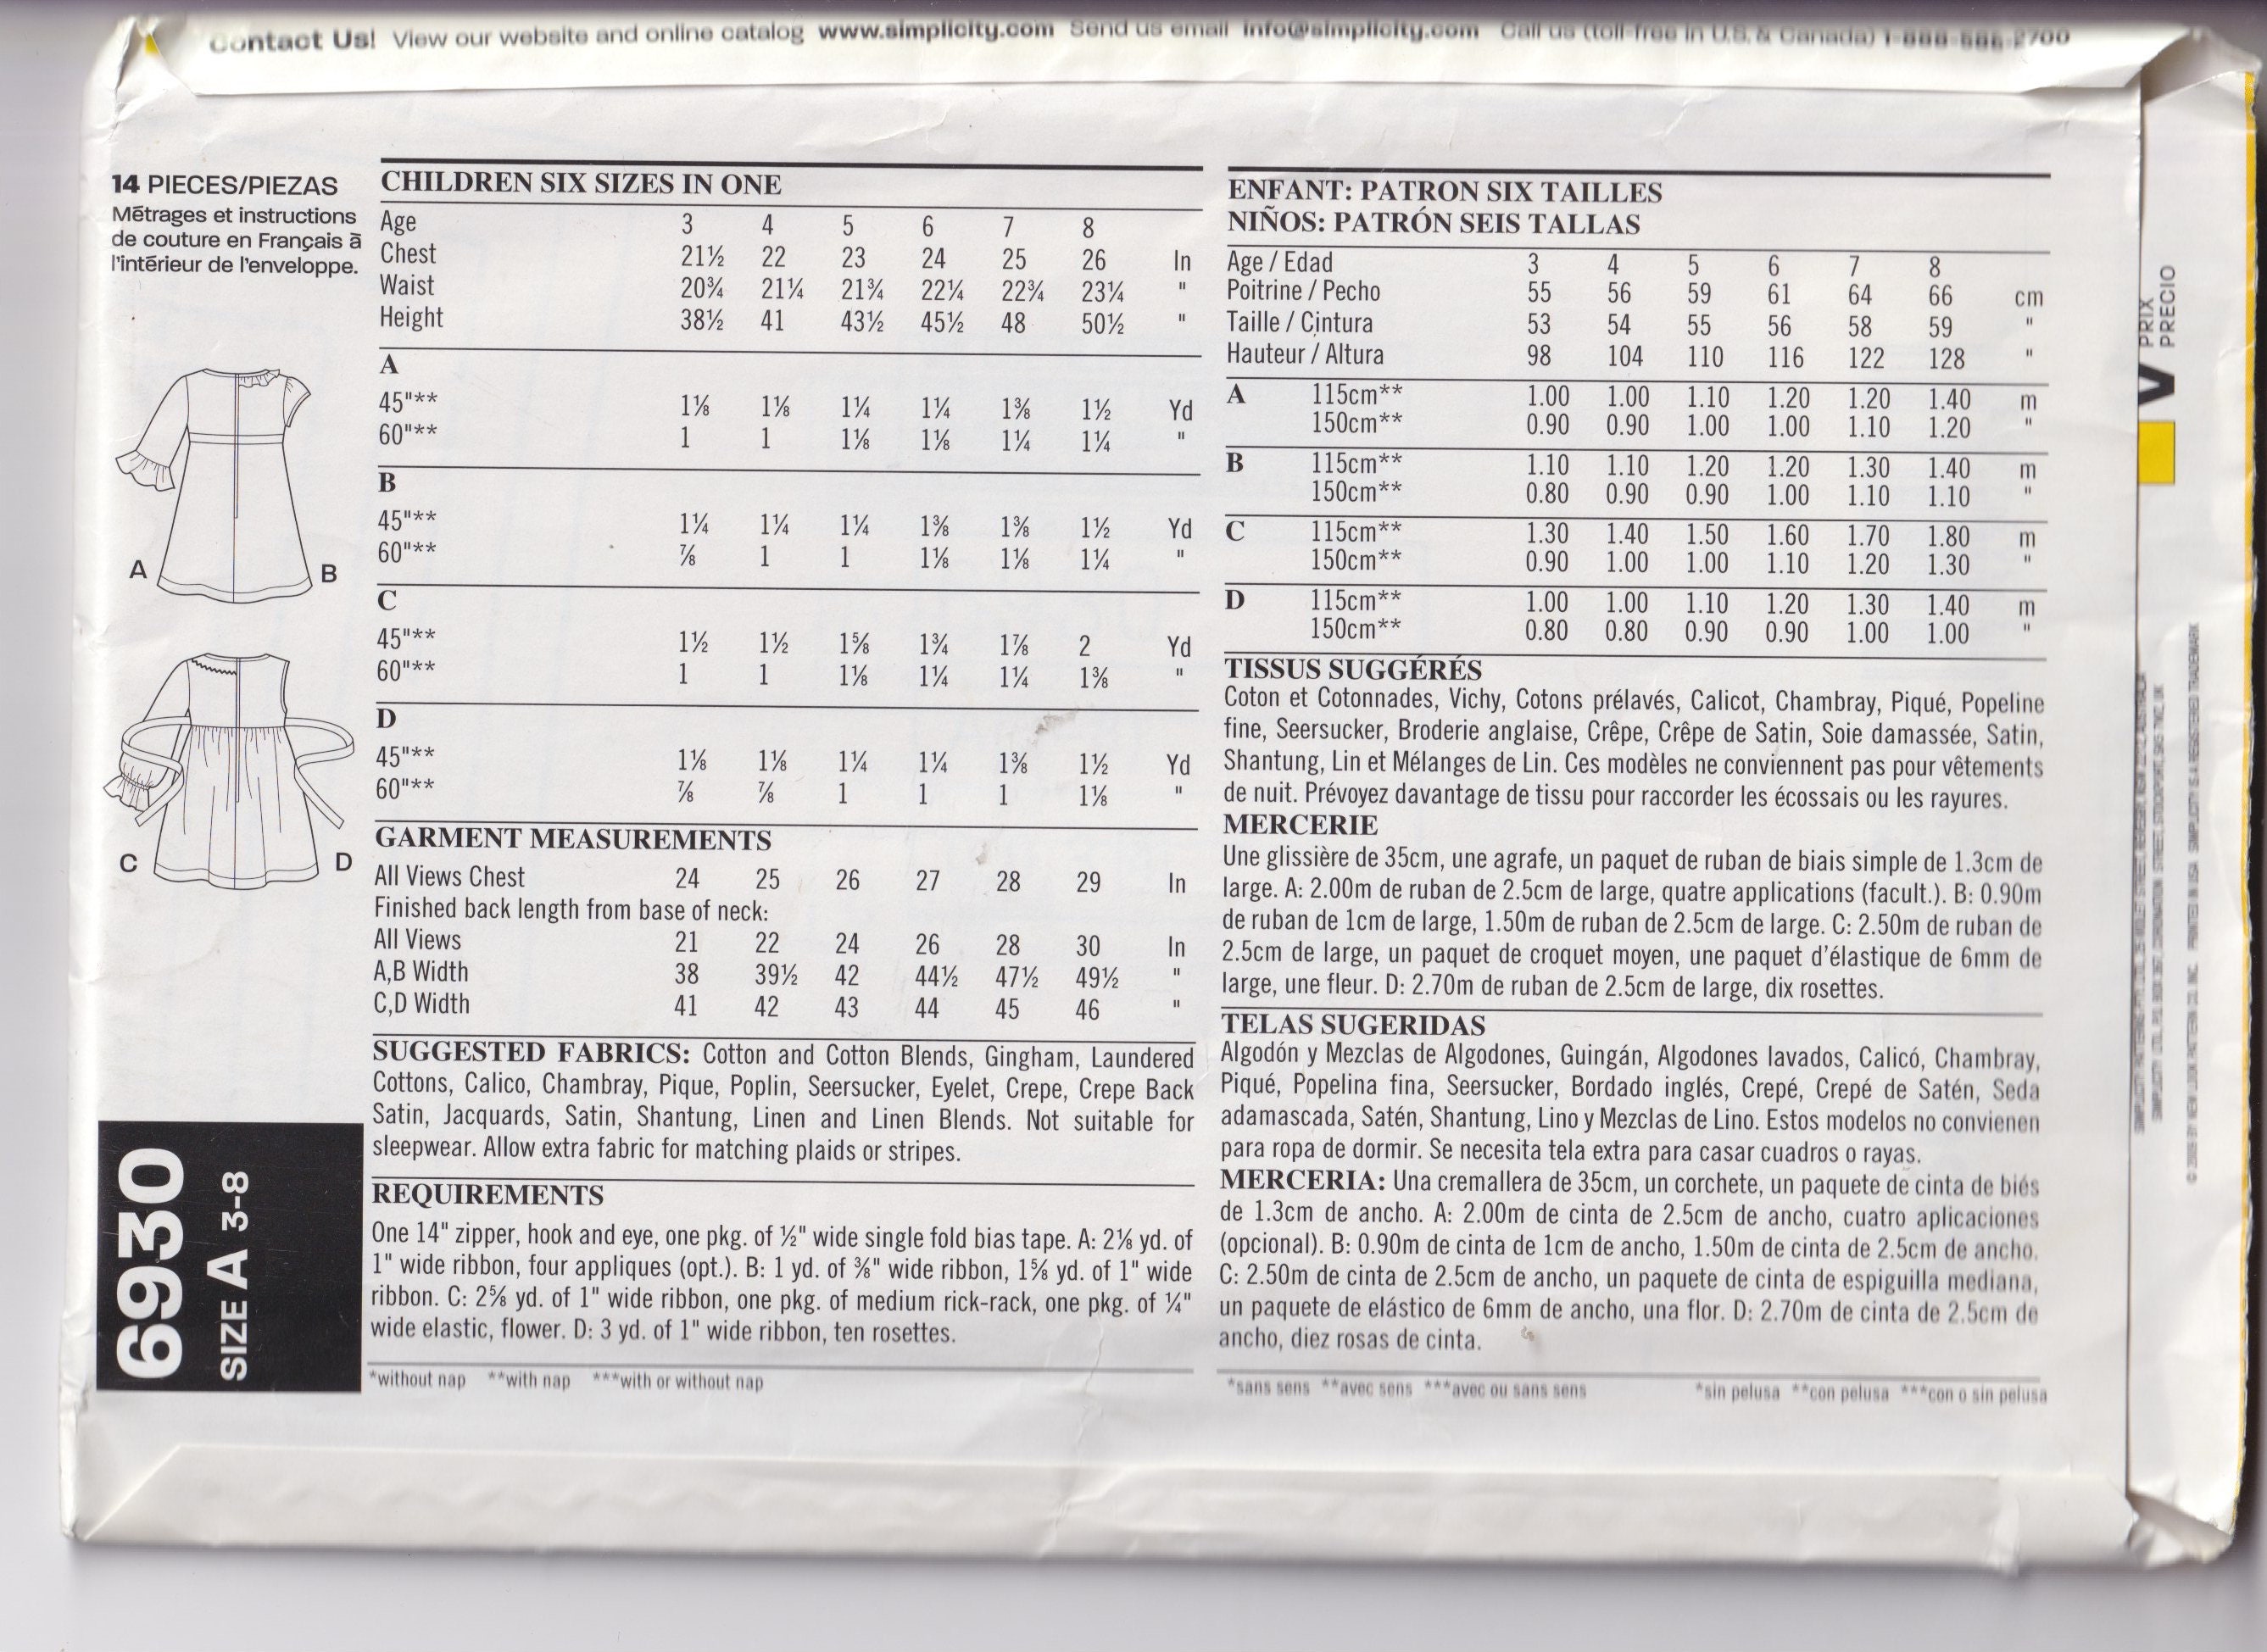 Contact Us! View our website and online catalog www.simplicity.com Send us email info@simplicity.com Call us (toll-free in U.S. & Canada) 1-888-588-2700
14 PIECES/PIEZAS
Métrages et instructions
de couture en Français à
l'intérieur de l'enveloppe.
A
B
C
D
6930
SIZE A 3-8
CHILDREN SIX SIZES IN ONE
Age 3 4 5 6 7 8
Chest 21½ 22 23 24 25 26 In
Waist 20¾ 21¼ 21¾ 22¼ 22¾ 23¼ "
Height 38½ 41 43½ 45½ 48 50½ "
A
45"** 1⅛ 1⅛ 1¼ 1¼ 1⅜ 1½ Yd
60"** 1 1 1⅛ 1⅛ 1¼ 1¼ "
B
45"** 1¼ 1¼ 1¼ 1⅜ 1⅜ 1½ Yd
60"** ⅞ 1 1 1⅛ 1⅛ 1¼ "
C
45"** 1½ 1½ 1⅝ 1¾ 1⅞ 2 Yd
60"** 1 1 1⅛ 1¼ 1¼ 1⅜ "
D
45"** 1⅛ 1⅛ 1¼ 1¼ 1⅜ 1½ Yd
60"** ⅞ ⅞ 1 1 1 1⅛ "
GARMENT MEASUREMENTS
All Views Chest 24 25 26 27 28 29 In
Finished back length from base of neck:
All Views 21 22 24 26 28 30 In
A,B Width 38 39½ 42 44½ 47½ 49½ "
C,D Width 41 42 43 44 45 46 "
SUGGESTED FABRICS: Cotton and Cotton Blends, Gingham, Laundered
Cottons, Calico, Chambray, Pique, Poplin, Seersucker, Eyelet, Crepe, Crepe Back
Satin, Jacquards, Satin, Shantung, Linen and Linen Blends. Not suitable for
sleepwear. Allow extra fabric for matching plaids or stripes.
REQUIREMENTS
One 14" zipper, hook and eye, one pkg. of ½" wide single fold bias tape. A: 2⅛ yd. of
1" wide ribbon, four appliques (opt.). B: 1 yd. of ⅜" wide ribbon, 1⅝ yd. of 1" wide
ribbon. C: 2⅝ yd. of 1" wide ribbon, one pkg. of medium rick-rack, one pkg. of ¼"
wide elastic, flower. D: 3 yd. of 1" wide ribbon, ten rosettes.
*without nap **with nap ***with or without nap
ENFANT: PATRON SIX TAILLES
NIÑOS: PATRÓN SEIS TALLAS
Age / Edad 3 4 5 6 7 8
Poitrine / Pecho 55 56 59 61 64 66 cm
Taille / Cintura 53 54 55 56 58 59 "
Hauteur / Altura 98 104 110 116 122 128 "
A 115cm** 1.00 1.00 1.10 1.20 1.20 1.40 m
150cm** 0.90 0.90 1.00 1.00 1.10 1.20 "
B 115cm** 1.10 1.10 1.20 1.20 1.30 1.40 m
150cm** 0.80 0.90 0.90 1.00 1.10 1.10 "
C 115cm** 1.30 1.40 1.50 1.60 1.70 1.80 m
150cm** 0.90 1.00 1.00 1.10 1.20 1.30 "
D 115cm** 1.00 1.00 1.10 1.20 1.30 1.40 m
150cm** 0.80 0.80 0.90 0.90 1.00 1.00 "
TISSUS SUGGÉRÉS
Coton et Cotonnades, Vichy, Cotons prélavés, Calicot, Chambray, Piqué, Popeline
fine, Seersucker, Broderie anglaise, Crêpe, Crêpe de Satin, Soie damassée, Satin,
Shantung, Lin et Mélanges de Lin. Ces modèles ne conviennent pas pour vêtements
de nuit. Prévoyez davantage de tissu pour raccorder les écossais ou les rayures.
MERCERIE
Une glissière de 35cm, une agrafe, un paquet de ruban de biais simple de 1.3cm de
large. A: 2.00m de ruban de 2.5cm de large, quatre applications (facult.). B: 0.90m
de ruban de 1cm de large, 1.50m de ruban de 2.5cm de large. C: 2.50m de ruban de
2.5cm de large, un paquet de croquet moyen, une paquet d'élastique de 6mm de
large, une fleur. D: 2.70m de ruban de 2.5cm de large, dix rosettes.
TELAS SUGERIDAS
Algodón y Mezclas de Algodones, Guingán, Algodones lavados, Calicó, Chambray,
Piqué, Popelina fina, Seersucker, Bordado inglés, Crepé, Crepé de Satén, Seda
adamascada, Satén, Shantung, Lino y Mezclas de Lino. Estos modelos no convienen
para ropa de dormir. Se necesita tela extra para casar cuadros o rayas.
MERCERIA: Una cremallera de 35cm, un corchete, un paquete de cinta de biés
de 1.3cm de ancho. A: 2.00m de cinta de 2.5cm de ancho, cuatro aplicaciones
(opcional). B: 0.90m de cinta de 1cm de ancho, 1.50m de cinta de 2.5cm de ancho.
C: 2.50m de cinta de 2.5cm de ancho, un paquete de cinta de espiguilla mediana,
un paquete de elástico de 6mm de ancho, una flor. D: 2.70m de cinta de 2.5cm de
ancho, diez rosas de cinta.
*sans sens **avec sens ***avec ou sans sens
*sin pelusa **con pelusa ***con o sin pelusa
PRIX
PRECIO